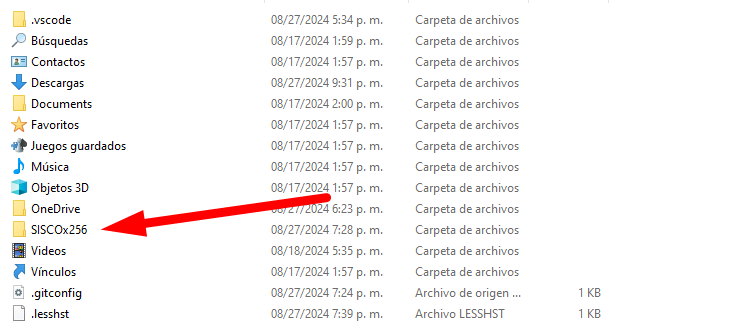 .vscode 08/27/2024 5:34 p. m. Carpeta de archivos
Búsquedas 08/17/2024 1:59 p. m. Carpeta de archivos
Contactos 08/17/2024 1:57 p. m. Carpeta de archivos
Descargas 08/27/2024 9:31 p. m. Carpeta de archivos
Documents 08/17/2024 2:00 p. m. Carpeta de archivos
Favoritos 08/17/2024 1:57 p. m. Carpeta de archivos
Juegos guardados 08/17/2024 1:57 p. m. Carpeta de archivos
Música 08/17/2024 1:57 p. m. Carpeta de archivos
Objetos 3D 08/17/2024 1:57 p. m. Carpeta de archivos
OneDrive 08/27/2024 6:23 p. m. Carpeta de archivos
SISCOx256 08/27/2024 7:28 p. m. Carpeta de archivos
Videos 08/18/2024 5:35 p. m. Carpeta de archivos
Vínculos 08/17/2024 1:57 p. m. Carpeta de archivos
.gitconfig 08/27/2024 7:24 p. m. Archivo de origen ... 1 KB
.lesshst 08/27/2024 7:39 p. m. Archivo LESSHST 1 KB